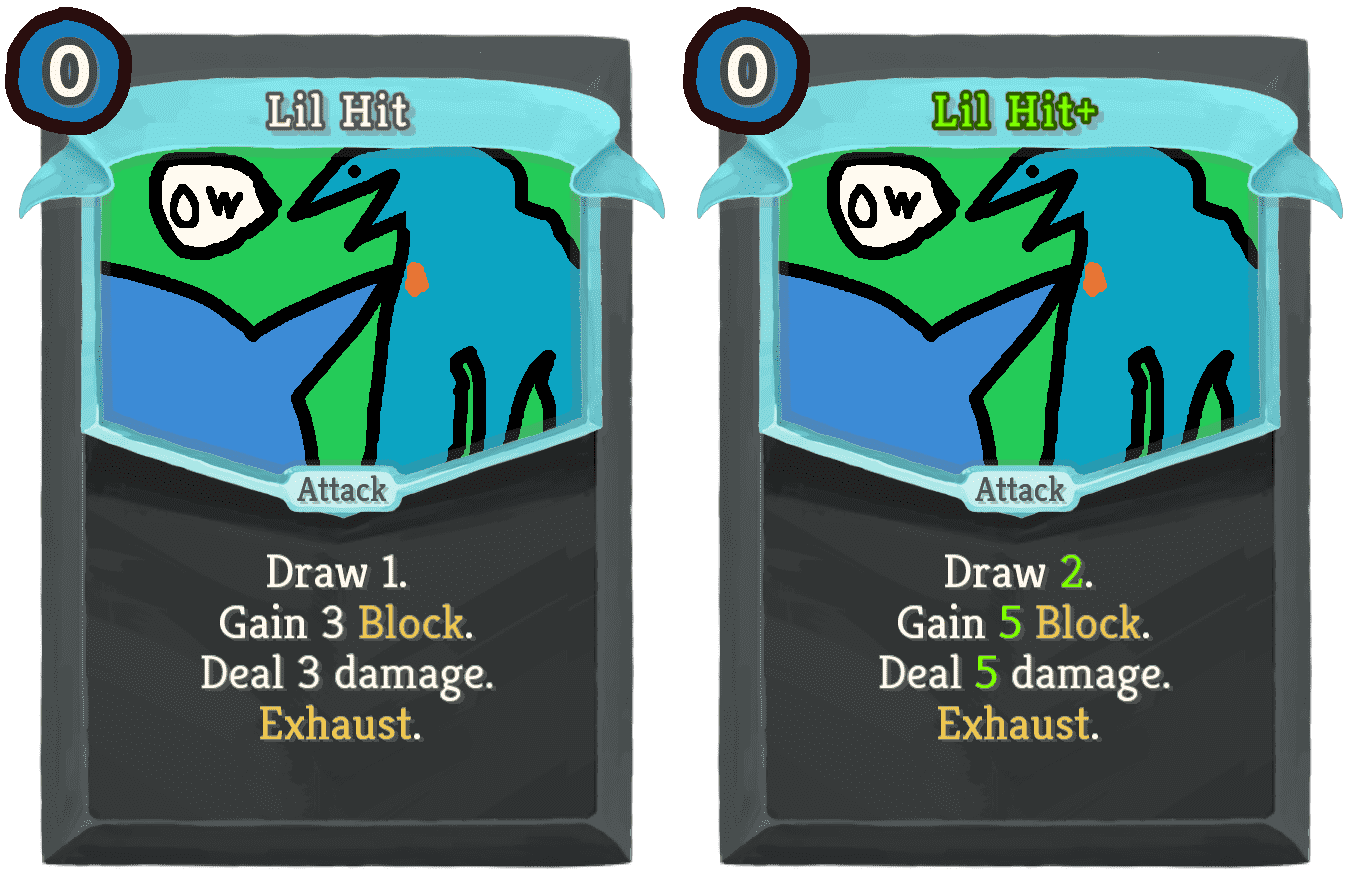 0
Lil Hit
OW
Attack
Draw 1.
Gain 3 Block.
Deal 3 damage.
Exhaust.
0
Lil Hit+
OW
Attack
Draw 2.
Gain 5 Block.
Deal 5 damage.
Exhaust.